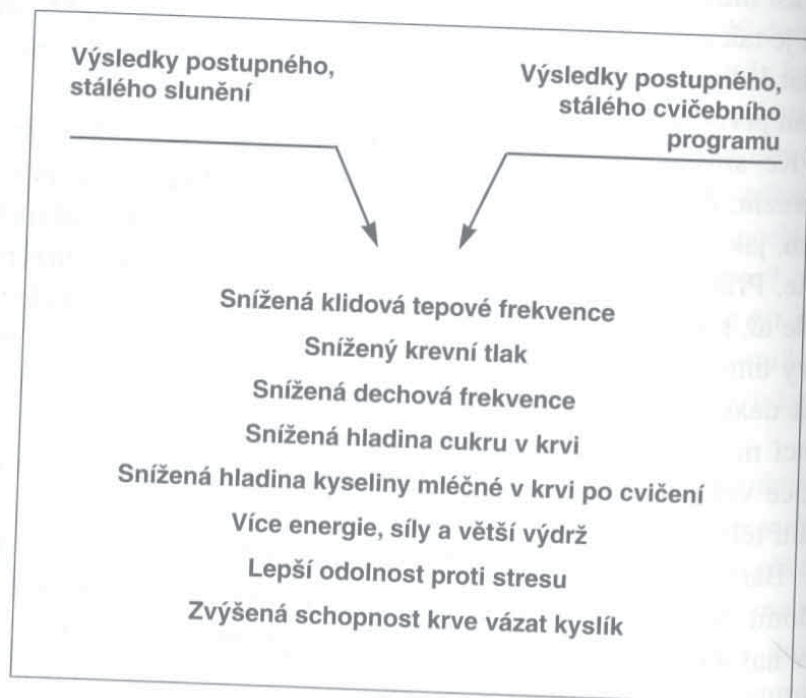 Výsledky postupného,
stálého slunění
Výsledky postupného,
stálého cvičebního
programu
Snížená klidová tepové frekvence
Snížený krevní tlak
Snížená dechová frekvence
Snížená hladina cukru v krvi
Snížená hladina kyseliny mléčné v krvi po cvičení
Více energie, síly a větší výdrž
Lepší odolnost proti stresu
Zvýšená schopnost krve vázat kyslík